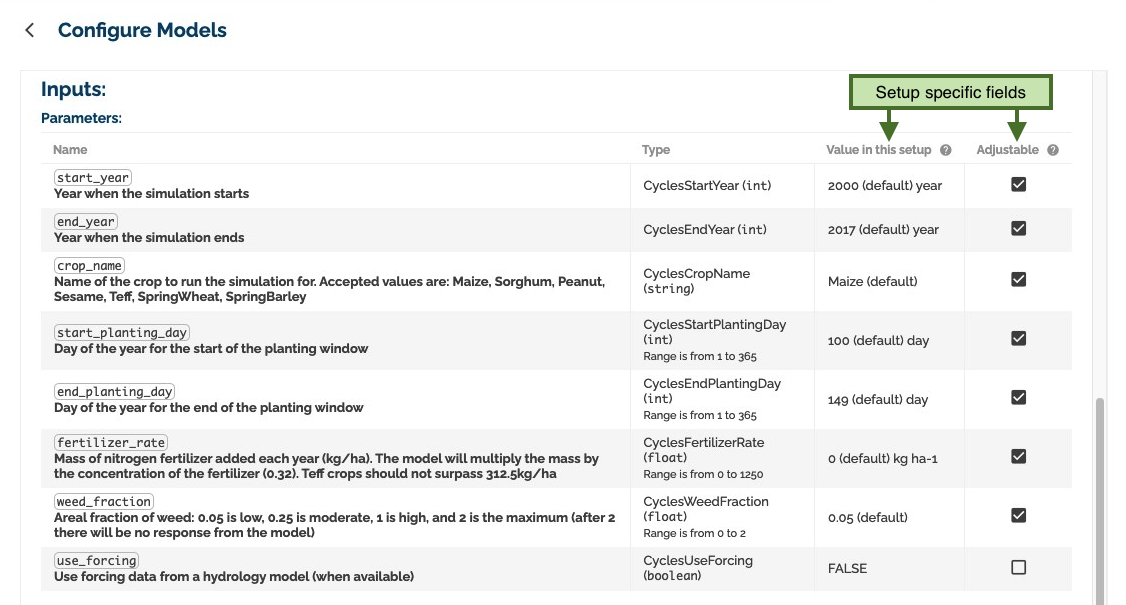 Configure Models
Inputs:
Setup specific fields
Parameters:
Name Type Value in this setup ? Adjustable ?
start_year
Year when the simulation starts
CyclesStartYear (int)
2000 (default) year
end_year
Year when the simulation ends
CyclesEndYear (int)
2017 (default) year
crop_name
Name of the crop to run the simulation for. Accepted values are: Maize, Sorghum, Peanut,
Sesame, Teff, SpringWheat, SpringBarley
CyclesCropName
(string)
Maize (default)
start_planting_day
Day of the year for the start of the planting window
CyclesStartPlantingDay
(int)
Range is from 1 to 365
100 (default) day
end_planting_day
Day of the year for the end of the planting window
CyclesEndPlantingDay
(int)
Range is from 1 to 365
149 (default) day
fertilizer_rate
Mass of nitrogen fertilizer added each year (kg/ha). The model will multiply the mass by
the concentration of the fertilizer (0.32). Teff crops should not surpass 312.5kg/ha
CyclesFertilizerRate
(float)
Range is from 0 to 1250
0 (default) kg ha-1
weed_fraction
Areal fraction of weed: 0.05 is low, 0.25 is moderate, 1 is high, and 2 is the maximum (after 2
there will be no response from the model)
CyclesWeedFraction
(float)
Range is from 0 to 2
0.05 (default)
use_forcing
Use forcing data from a hydrology model (when available)
CyclesUseForcing
(boolean)
FALSE